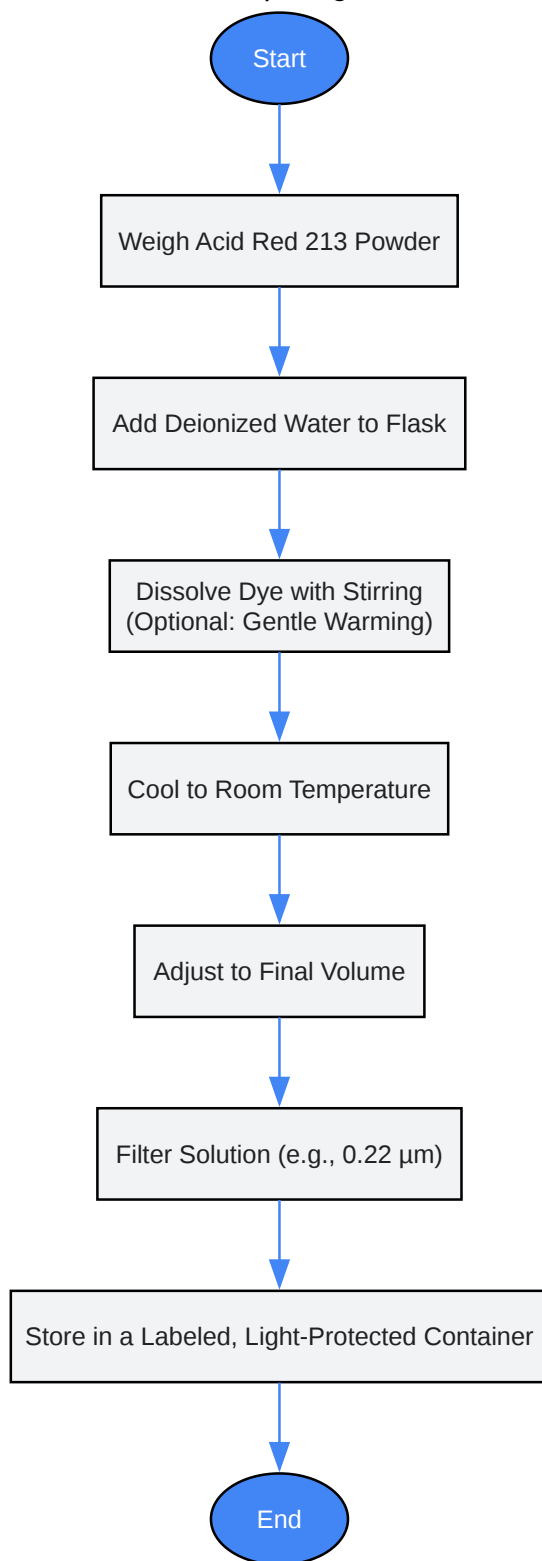 Start
Weigh Acid Red 213 Powder
Add Deionized Water to Flask
Dissolve Dye with Stirring
(Optional: Gentle Warming)
Cool to Room Temperature
Adjust to Final Volume
Filter Solution (e.g., 0.22 µm)
Store in a Labeled, Light-Protected Container
End